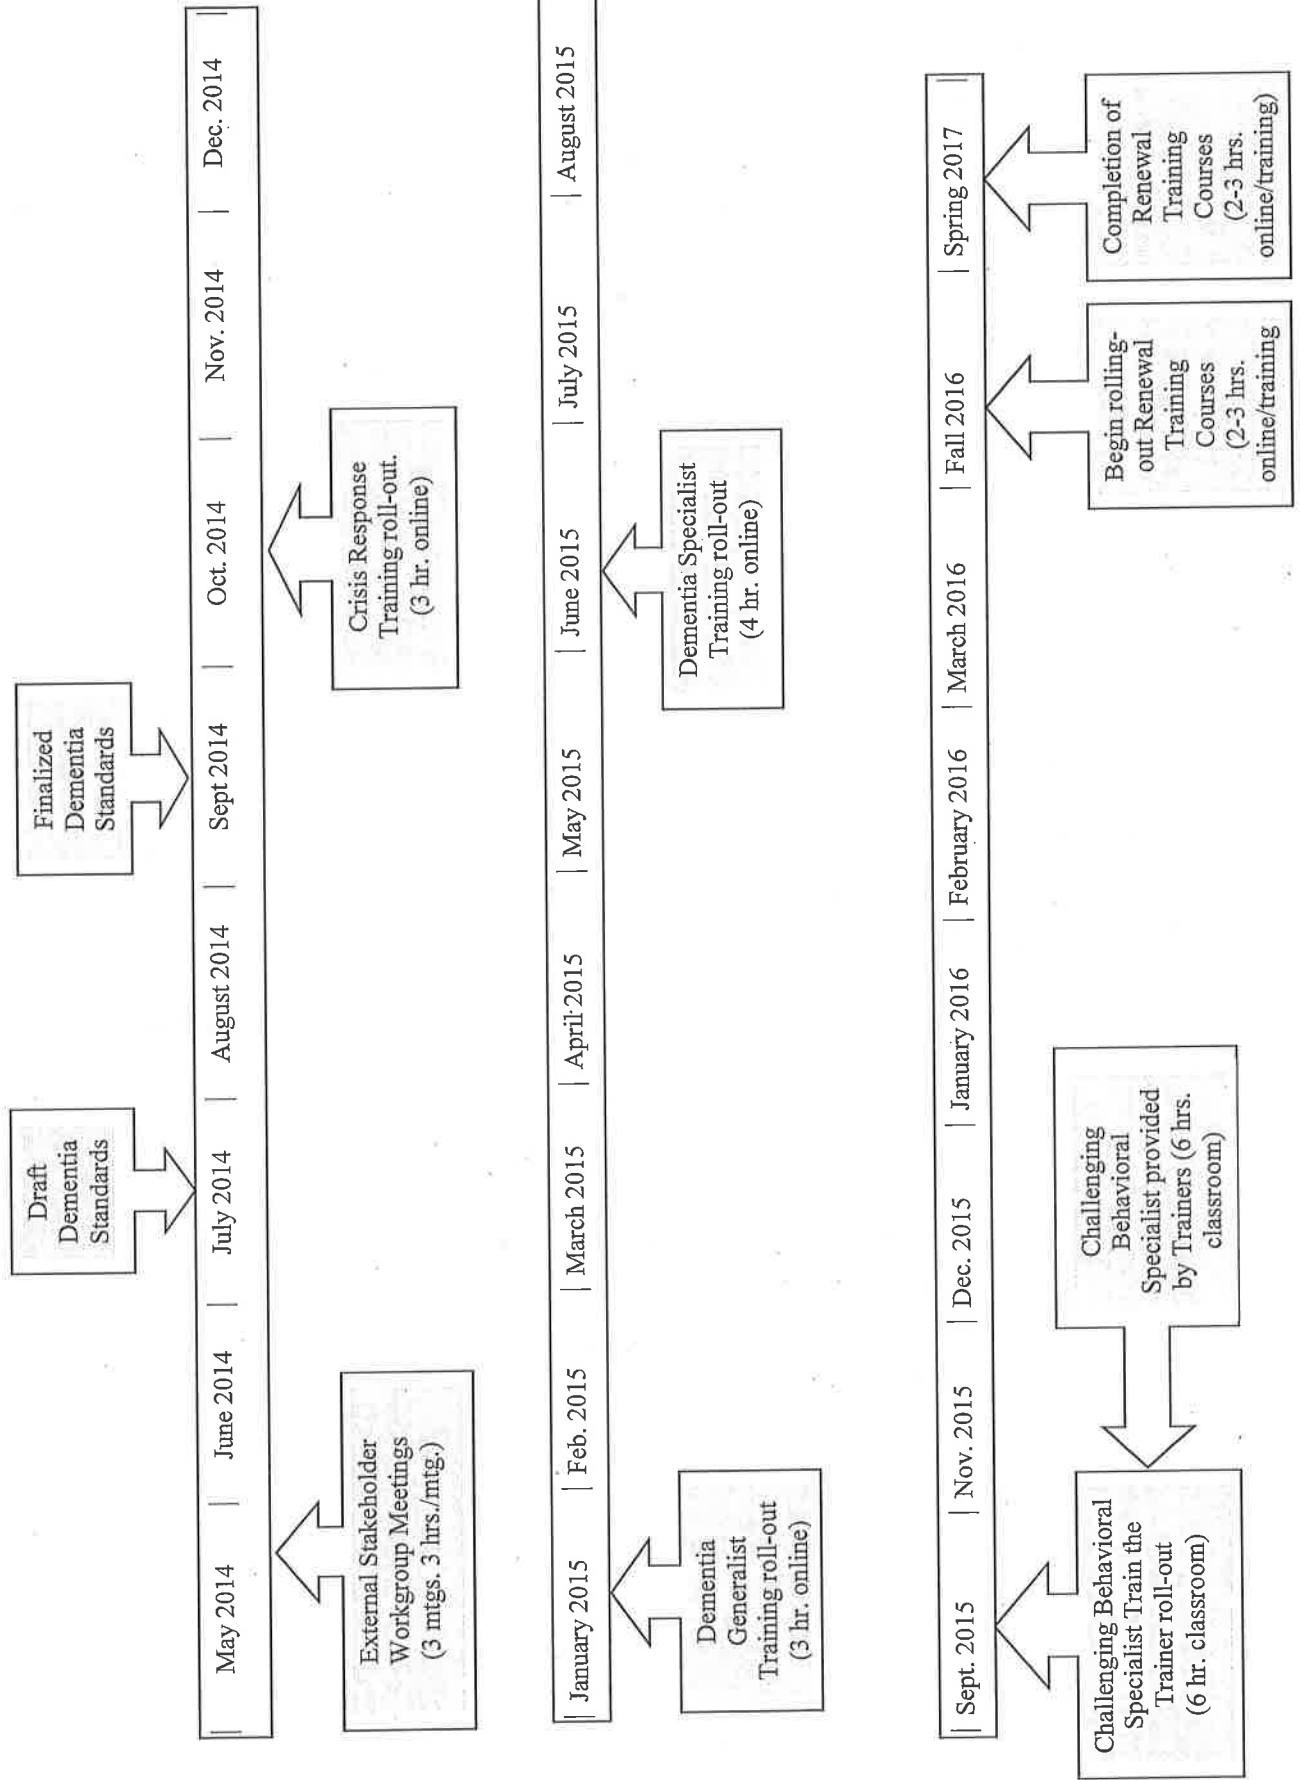 Draft
Dementia
Standards
Finalized
Dementia
Standards
| May 2014 | June 2014 | July 2014 | August 2014 | Sept 2014 | Oct. 2014 | Nov. 2014 | Dec. 2014 |
External Stakeholder
Workgroup Meetings
(3 mtgs. 3 hrs./mtg.)
Crisis Response
Training roll-out.
(3 hr. online)
| January 2015 | Feb. 2015 | March 2015 | April 2015 | May 2015 | June 2015 | July 2015 | August 2015
Dementia
Generalist
Training roll-out
(3 hr. online)
Dementia Specialist
Training roll-out
(4 hr. online)
| Sept. 2015 | Nov. 2015 | Dec. 2015 | January 2016 | February 2016 | March 2016 | Fall 2016 | Spring 2017 |
Challenging Behavioral
Specialist Train the
Trainer roll-out
(6 hr. classroom)
Challenging
Behavioral
Specialist provided
by Trainers (6 hrs.
classroom)
Begin rolling-
out Renewal
Training
Courses
(2-3 hrs.
online/training
Completion of
Renewal
Training
Courses
(2-3 hrs.
online/training)